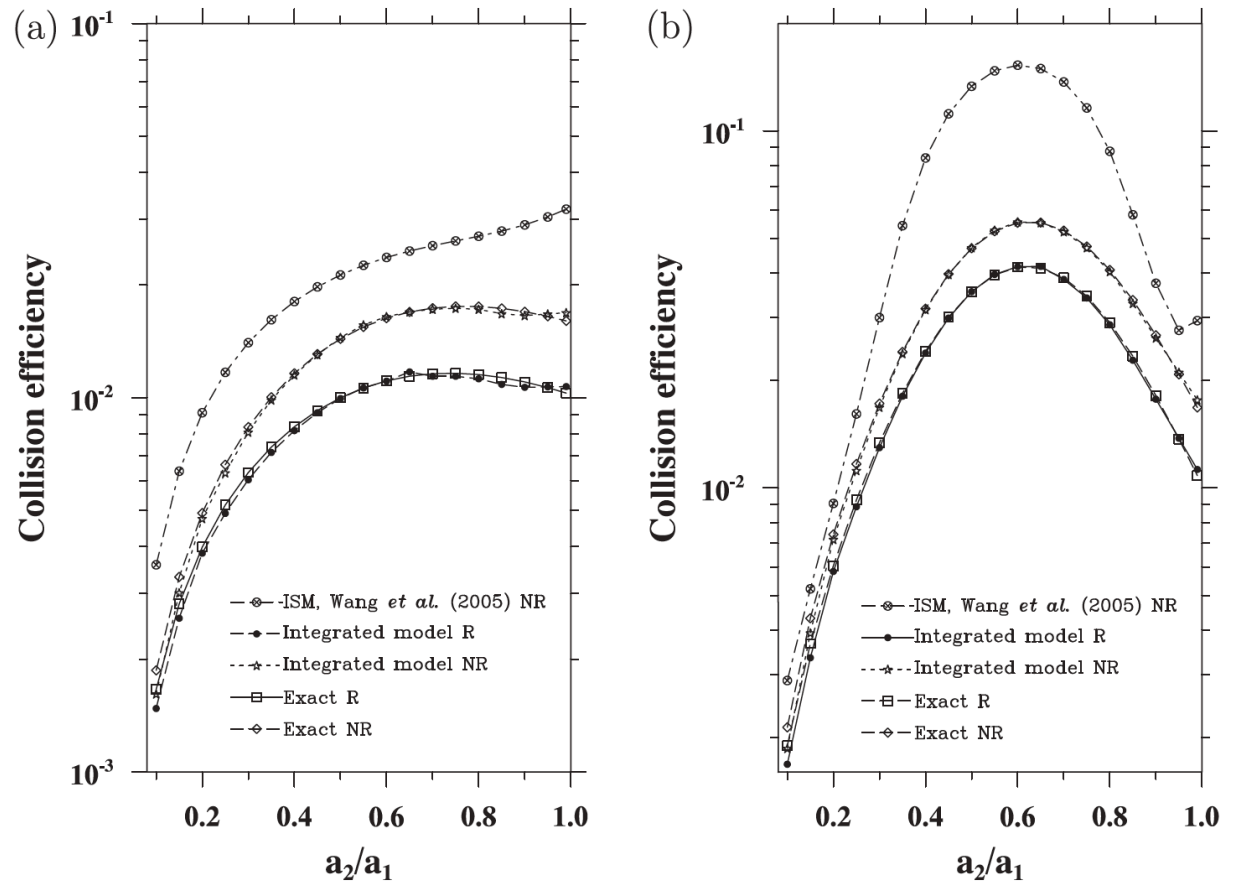 (a)
10⁻¹
10⁻²
10⁻³
Collision efficiency
ISM, Wang et al. (2005) NR
Integrated model R
Integrated model NR
Exact R
Exact NR
0.2 0.4 0.6 0.8 1.0
a₂/a₁
(b)
10⁻¹
10⁻²
Collision efficiency
ISM, Wang et al. (2005) NR
Integrated model R
Integrated model NR
Exact R
Exact NR
0.2 0.4 0.6 0.8 1.0
a₂/a₁